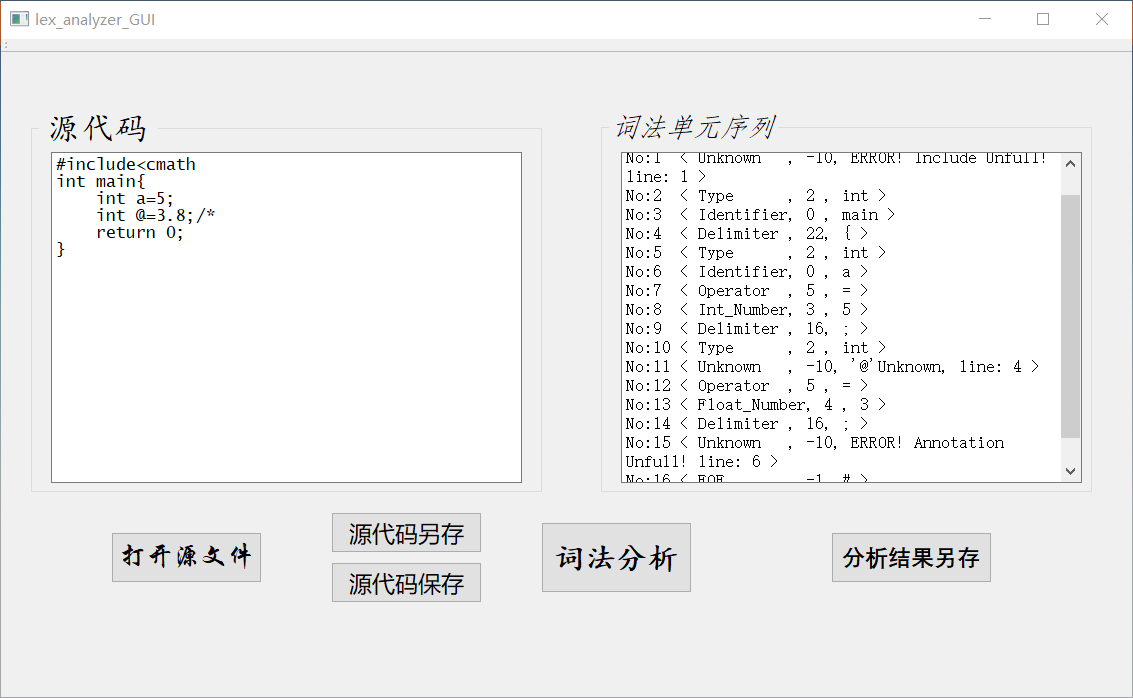 lex_analyzer_GUI
源代码
#include<cmath
int main{
    int a=5;
    int @=3.8;/*
    return 0;
}
词法单元序列
No:1  < Unknown   , -10, ERROR! Include Unfull!
line: 1 >
No:2  < Type      , 2 , int >
No:3  < Identifier, 0 , main >
No:4  < Delimiter , 22, { >
No:5  < Type      , 2 , int >
No:6  < Identifier, 0 , a >
No:7  < Operator  , 5 , = >
No:8  < Int_Number, 3 , 5 >
No:9  < Delimiter , 16, ; >
No:10 < Type      , 2 , int >
No:11 < Unknown   , -10, '@'Unknown, line: 4 >
No:12 < Operator  , 5 , = >
No:13 < Float_Number, 4 , 3 >
No:14 < Delimiter , 16, ; >
No:15 < Unknown   , -10, ERROR! Annotation
Unfull! line: 6 >
No:16 < EOF       , -1, # >
打开源文件
源代码另存
源代码保存
词法分析
分析结果另存